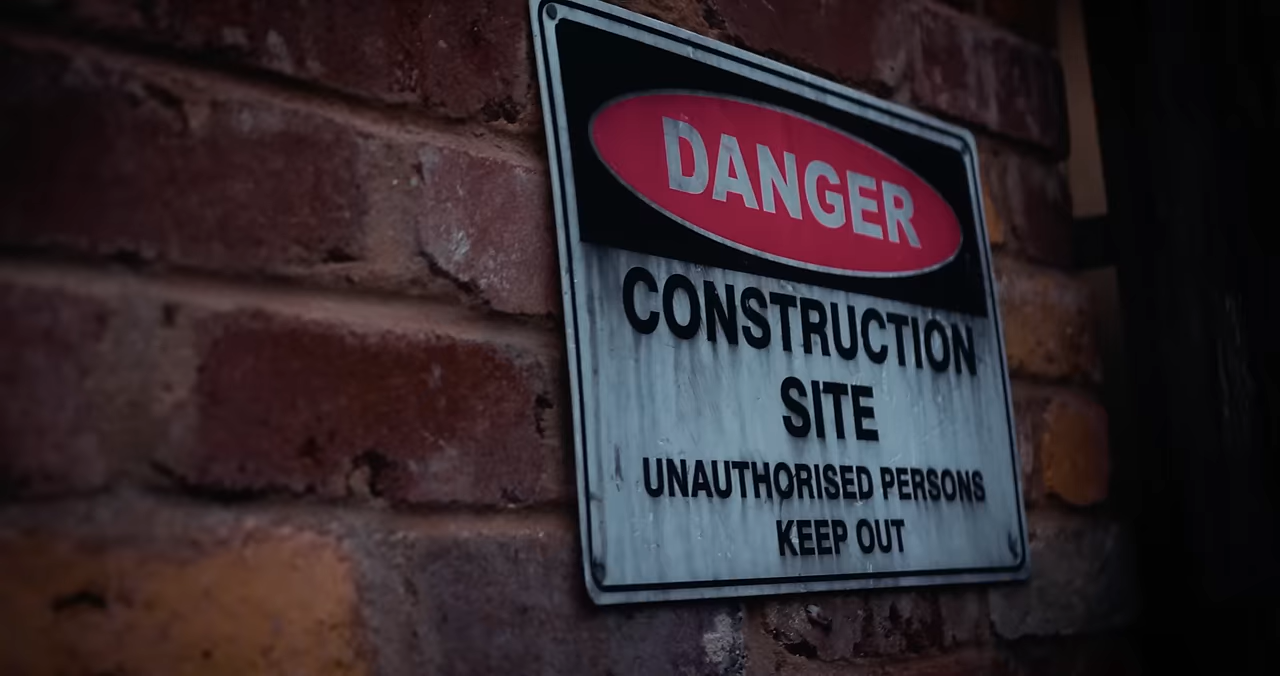 DANGER
CONSTRUCTION
SITE
UNAUTHORISED PERSONS
KEEP OUT